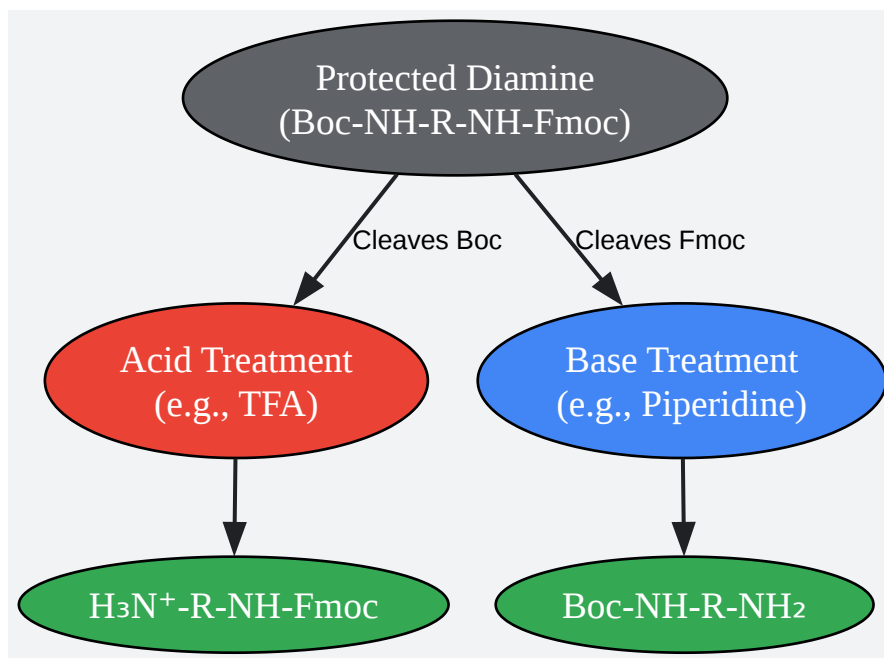 Protected Diamine
(Boc-NH-R-NH-Fmoc)
Cleaves Boc
Cleaves Fmoc
Acid Treatment
(e.g., TFA)
Base Treatment
(e.g., Piperidine)
H₃N⁺-R-NH-Fmoc
Boc-NH-R-NH₂